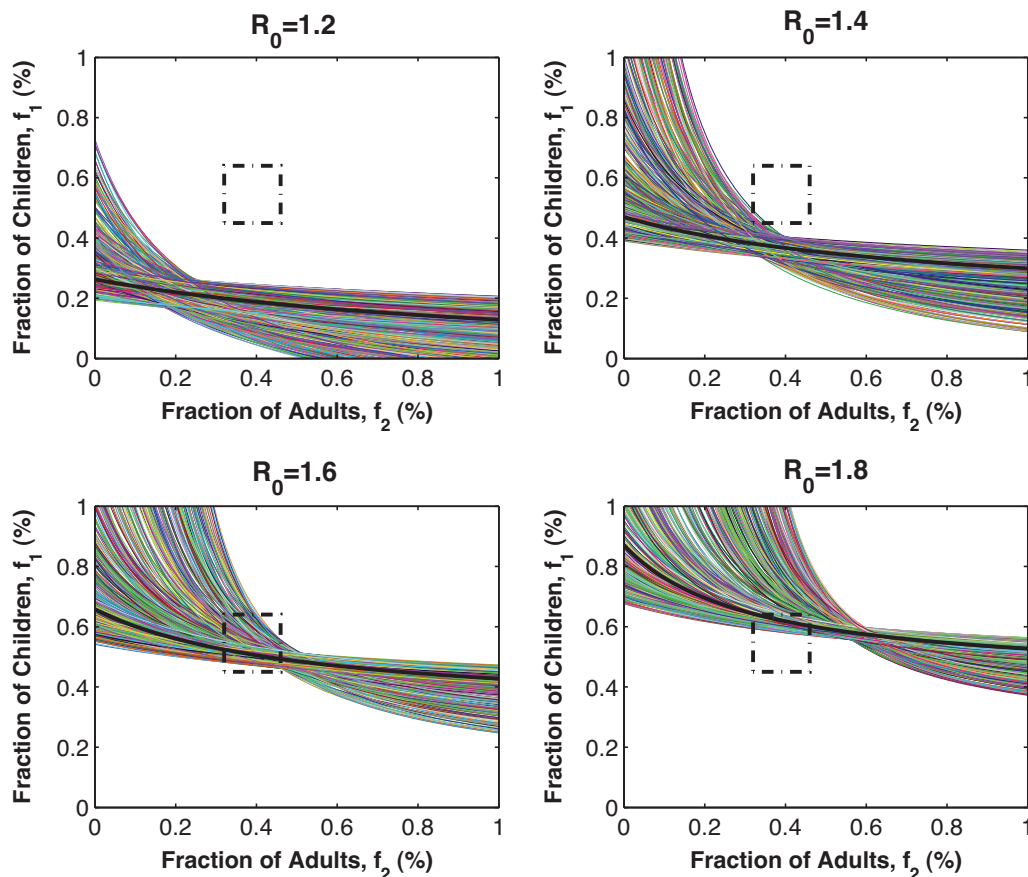 R0=1.2
Fraction of Children, f1 (%)
1
0.8
0.6
0.4
0.2
0
0 0.2 0.4 0.6 0.8 1
Fraction of Adults, f2 (%)
R0=1.4
Fraction of Children, f1 (%)
1
0.8
0.6
0.4
0.2
0
0 0.2 0.4 0.6 0.8 1
Fraction of Adults, f2 (%)
R0=1.6
Fraction of Children, f1 (%)
1
0.8
0.6
0.4
0.2
0
0 0.2 0.4 0.6 0.8 1
Fraction of Adults, f2 (%)
R0=1.8
Fraction of Children, f1 (%)
1
0.8
0.6
0.4
0.2
0
0 0.2 0.4 0.6 0.8 1
Fraction of Adults, f2 (%)